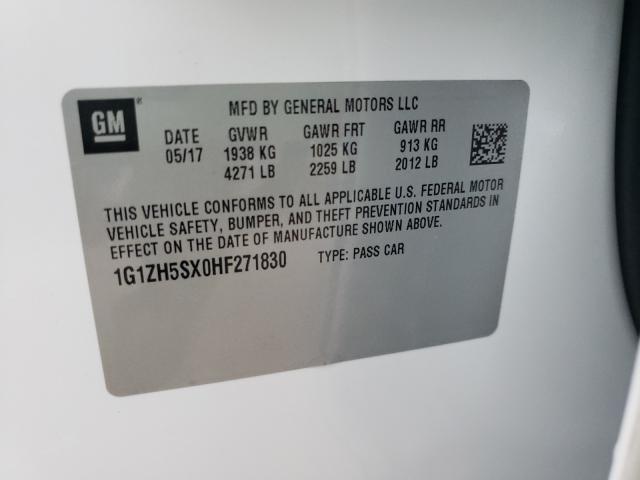 GM
MFD BY GENERAL MOTORS LLC
DATE GVWR GAWR FRT GAWR RR
05/17 1938 KG 1025 KG 913 KG
4271 LB 2259 LB 2012 LB
THIS VEHICLE CONFORMS TO ALL APPLICABLE U.S. FEDERAL MOTOR
VEHICLE SAFETY, BUMPER, AND THEFT PREVENTION STANDARDS IN
EFFECT ON THE DATE OF MANUFACTURE SHOWN ABOVE.
1G1ZH5SX0HF271830 TYPE: PASS CAR